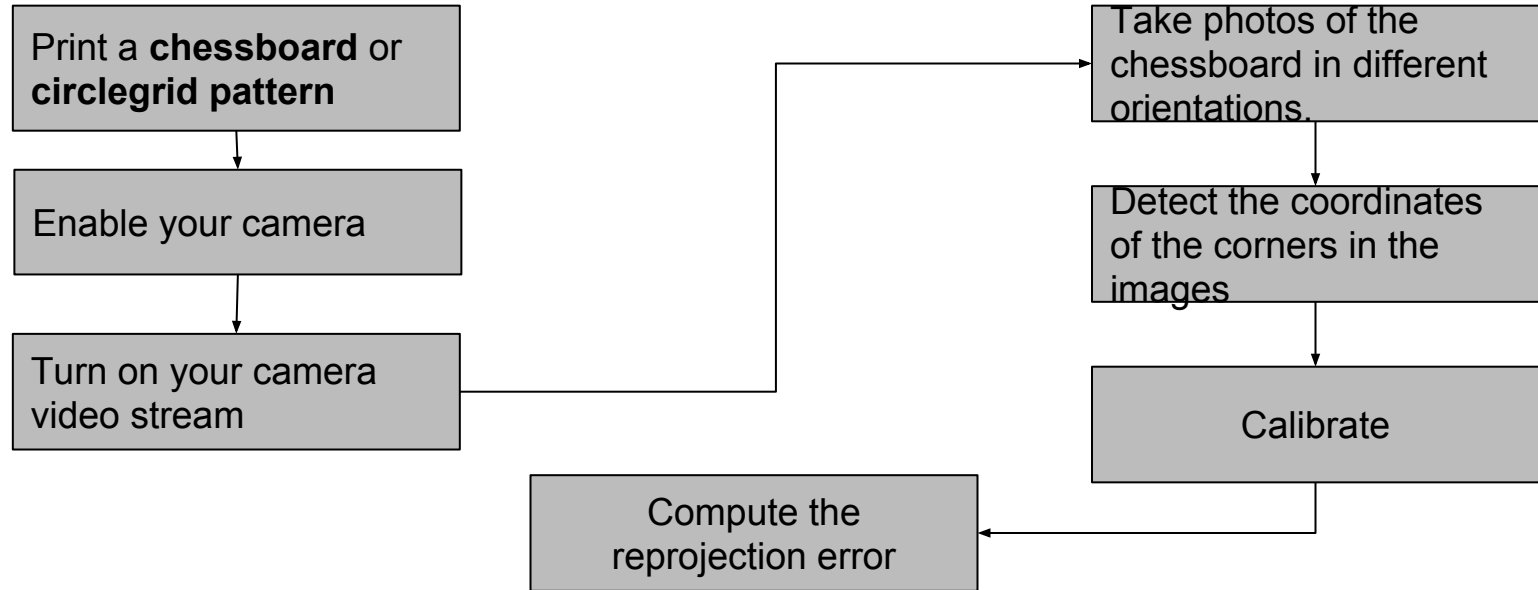 Print a chessboard or
circlegrid pattern
Enable your camera
Turn on your camera
video stream
Take photos of the
chessboard in different
orientations.
Detect the coordinates
of the corners in the
images
Calibrate
Compute the
reprojection error